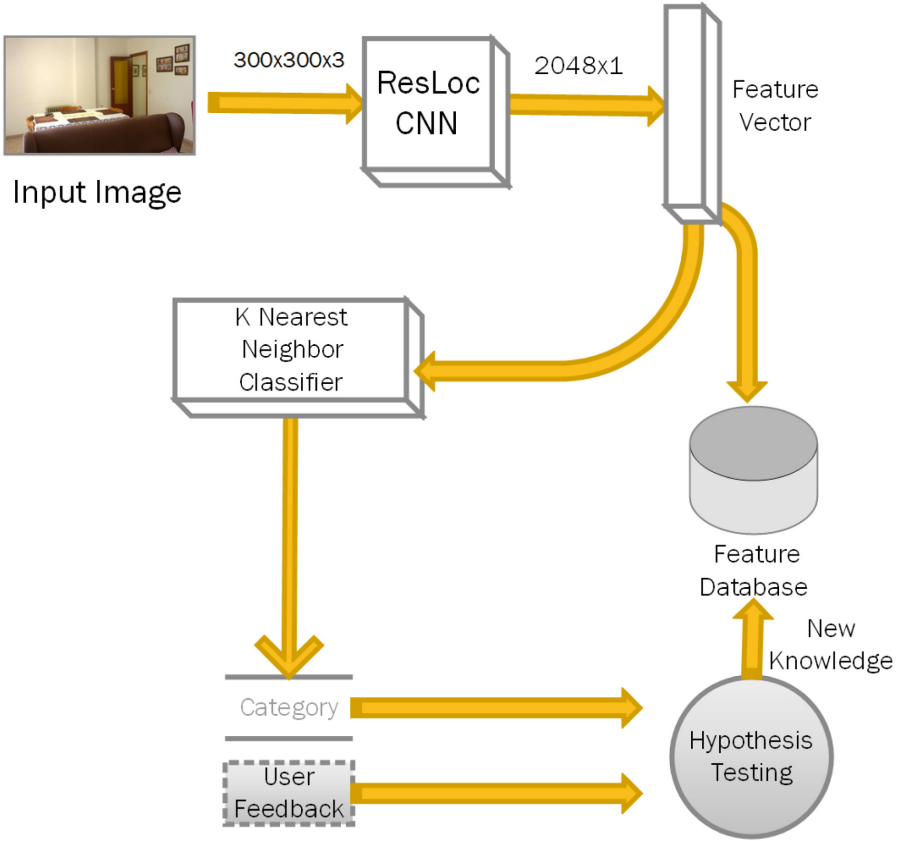 300x300x3
ResLoc
CNN
2048x1
Feature
Vector
Input Image
K Nearest
Neighbor
Classifier
Feature
Database
New
Knowledge
Category
Hypothesis
Testing
User
Feedback